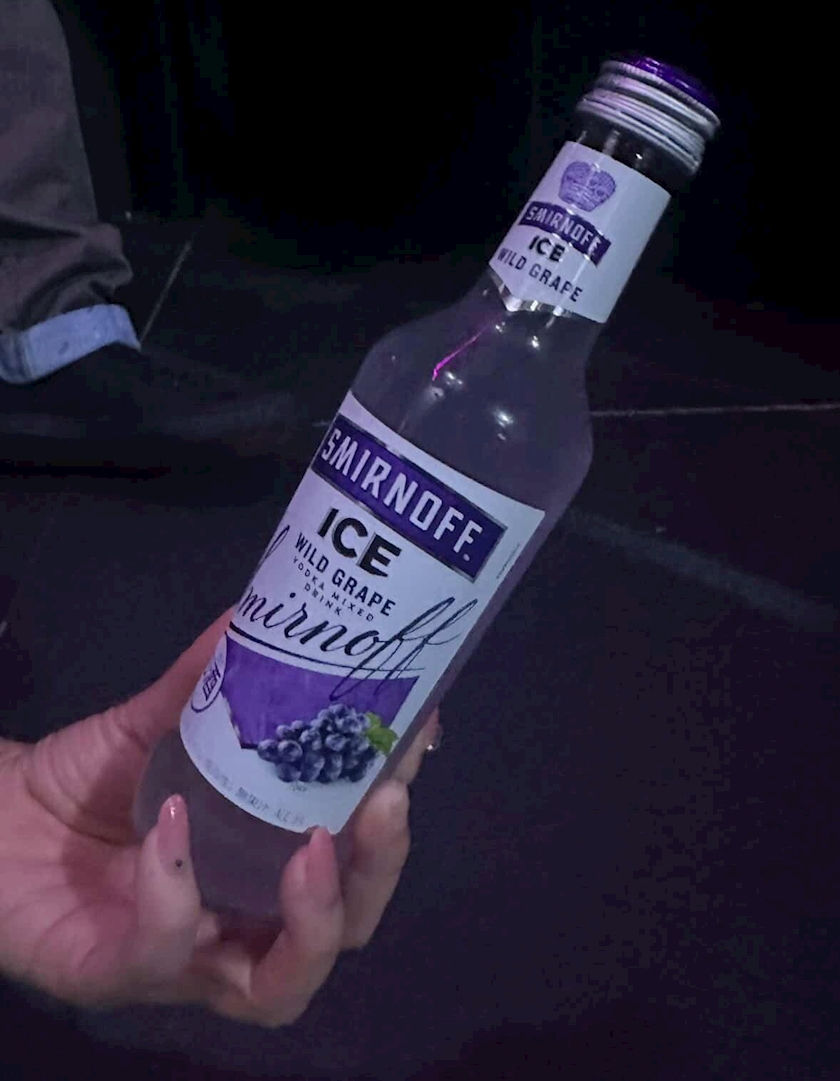 SMIRNOFF
ICE
WILD GRAPE
SMIRNOFF
ICE
WILD GRAPE
VODKA MIXED
DRINK
Smirnoff